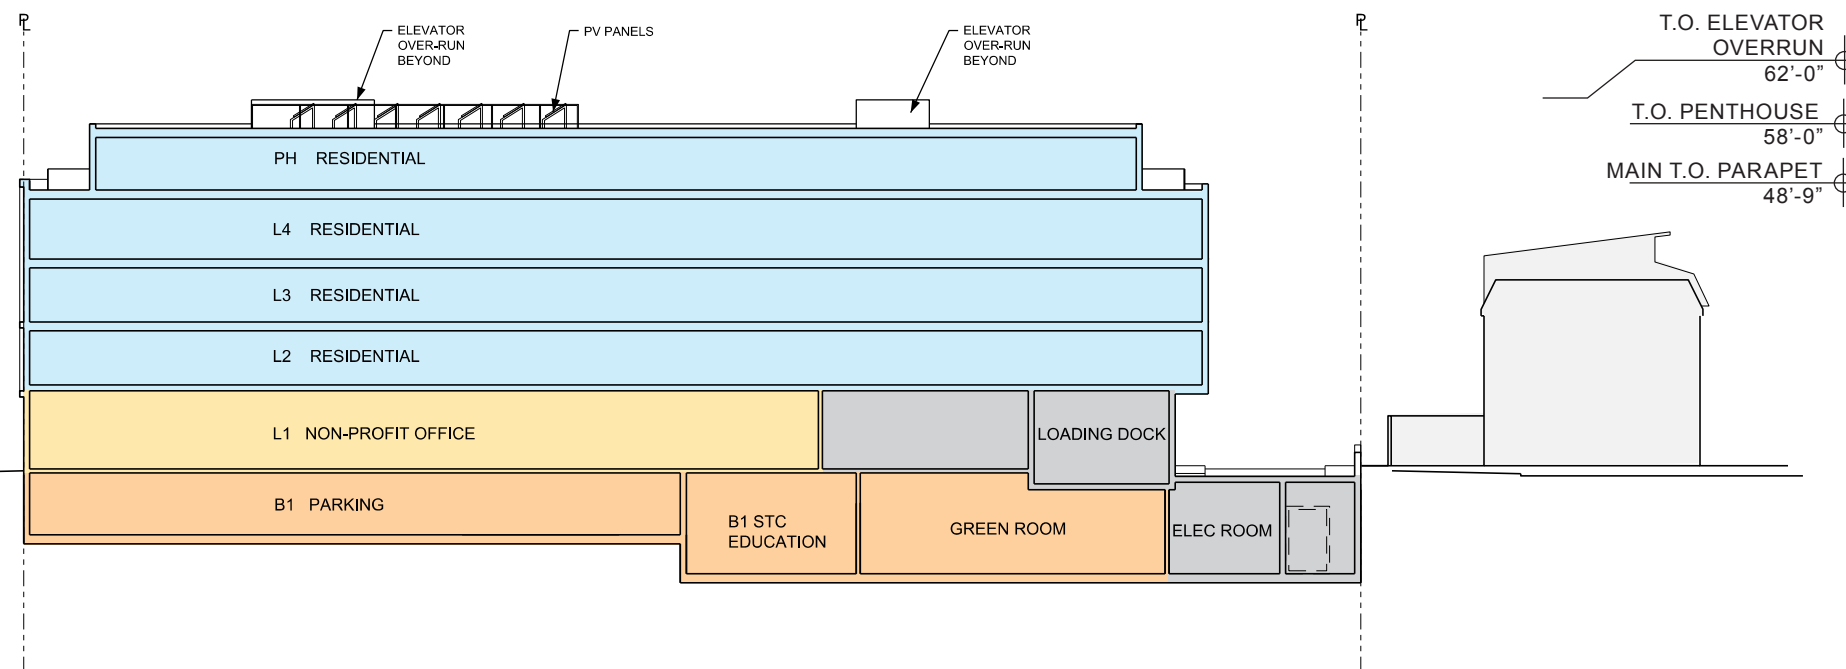 PL
PL
ELEVATOR
OVER-RUN
BEYOND
PV PANELS
ELEVATOR
OVER-RUN
BEYOND
T.O. ELEVATOR
OVERRUN
62'-0"
T.O. PENTHOUSE
58'-0"
MAIN T.O. PARAPET
48'-9"
PH RESIDENTIAL
L4 RESIDENTIAL
L3 RESIDENTIAL
L2 RESIDENTIAL
L1 NON-PROFIT OFFICE
LOADING DOCK
B1 PARKING
B1 STC
EDUCATION
GREEN ROOM
ELEC ROOM